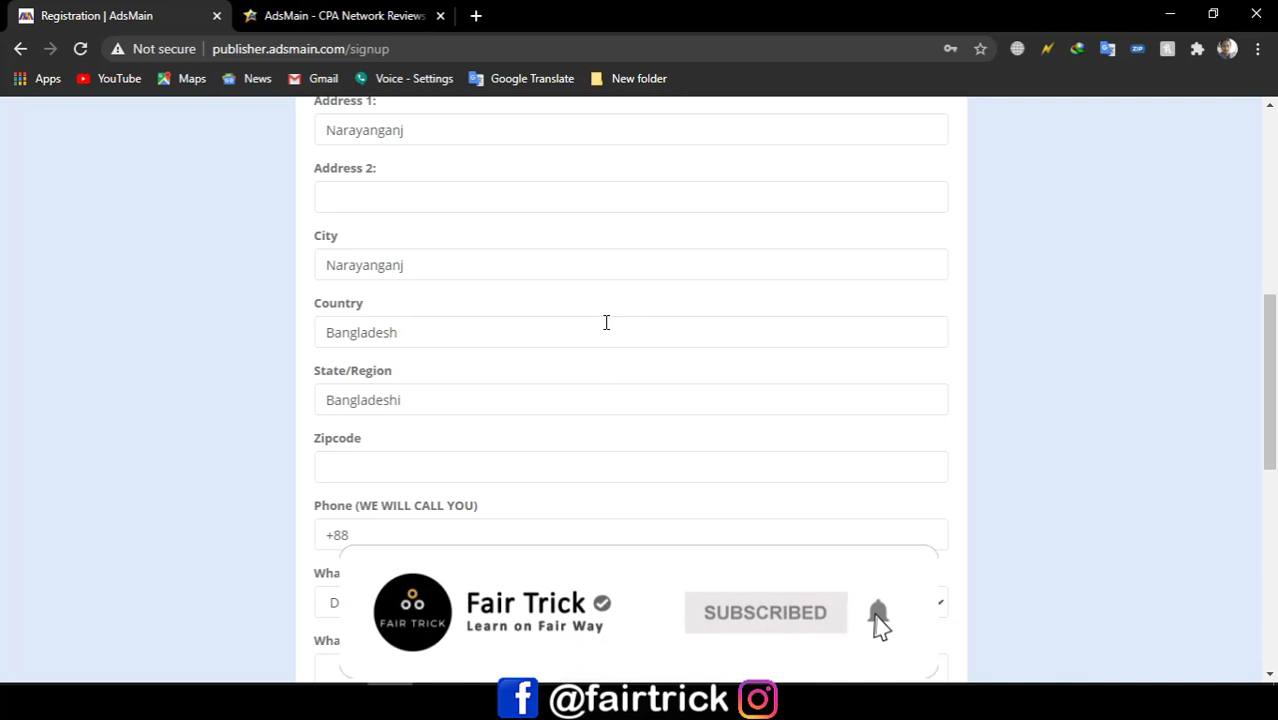 Registration | AdsMain
AdsMain - CPA Network Reviews
Not secure
publisher.adsmain.com/signup
Apps
YouTube
Maps
News
Gmail
Voice - Settings
Google Translate
New folder
Address 1:
Narayanganj
Address 2:
City
Narayanganj
Country
Bangladesh
State/Region
Bangladeshi
Zipcode
Phone (WE WILL CALL YOU)
+88
Wha
D
Wha
FAIR TRICK
Fair Trick
Learn on Fair Way
SUBSCRIBED
@fairtrick